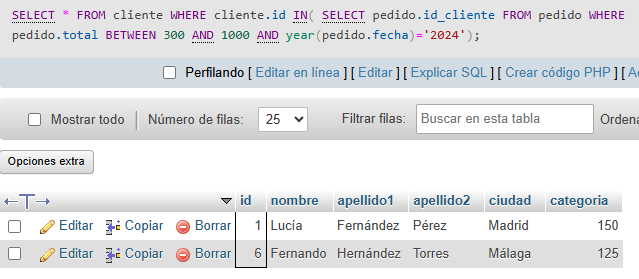 SELECT * FROM cliente WHERE cliente.id IN( SELECT pedido.id_cliente FROM pedido WHERE
pedido.total BETWEEN 300 AND 1000 AND year(pedido.fecha)='2024');
Perfilando [ Editar en línea ] [ Editar ] [ Explicar SQL ] [ Crear código PHP ] [ Ac
Mostrar todo Número de filas: 25 Filtrar filas: Buscar en esta tabla Ordena
Opciones extra
←T→ id nombre apellido1 apellido2 ciudad categoria
Editar Copiar Borrar 1 Lucía Fernández Pérez Madrid 150
Editar Copiar Borrar 6 Fernando Hernández Torres Málaga 125